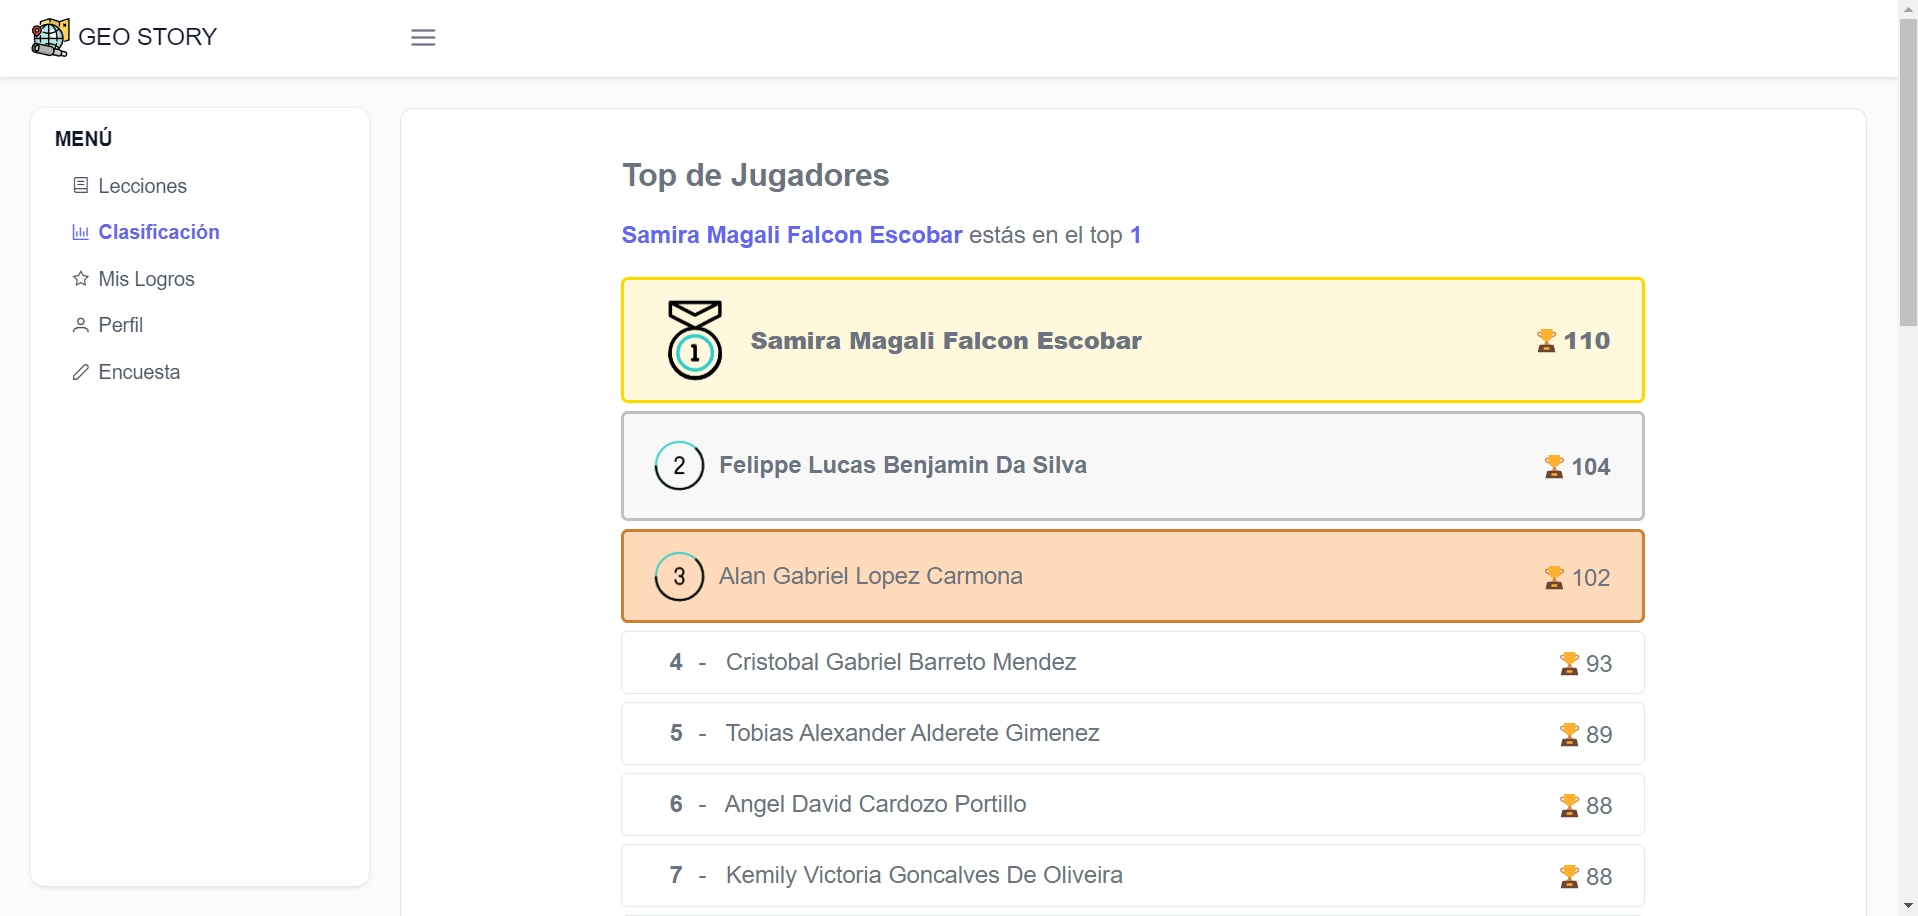 GEO STORY
MENÚ
Lecciones
Clasificación
Mis Logros
Perfil
Encuesta
Top de Jugadores
Samira Magali Falcon Escobar estás en el top 1
1 Samira Magali Falcon Escobar 110
2 Felippe Lucas Benjamin Da Silva 104
3 Alan Gabriel Lopez Carmona 102
4 - Cristobal Gabriel Barreto Mendez 93
5 - Tobias Alexander Alderete Gimenez 89
6 - Angel David Cardozo Portillo 88
7 - Kemily Victoria Goncalves De Oliveira 88